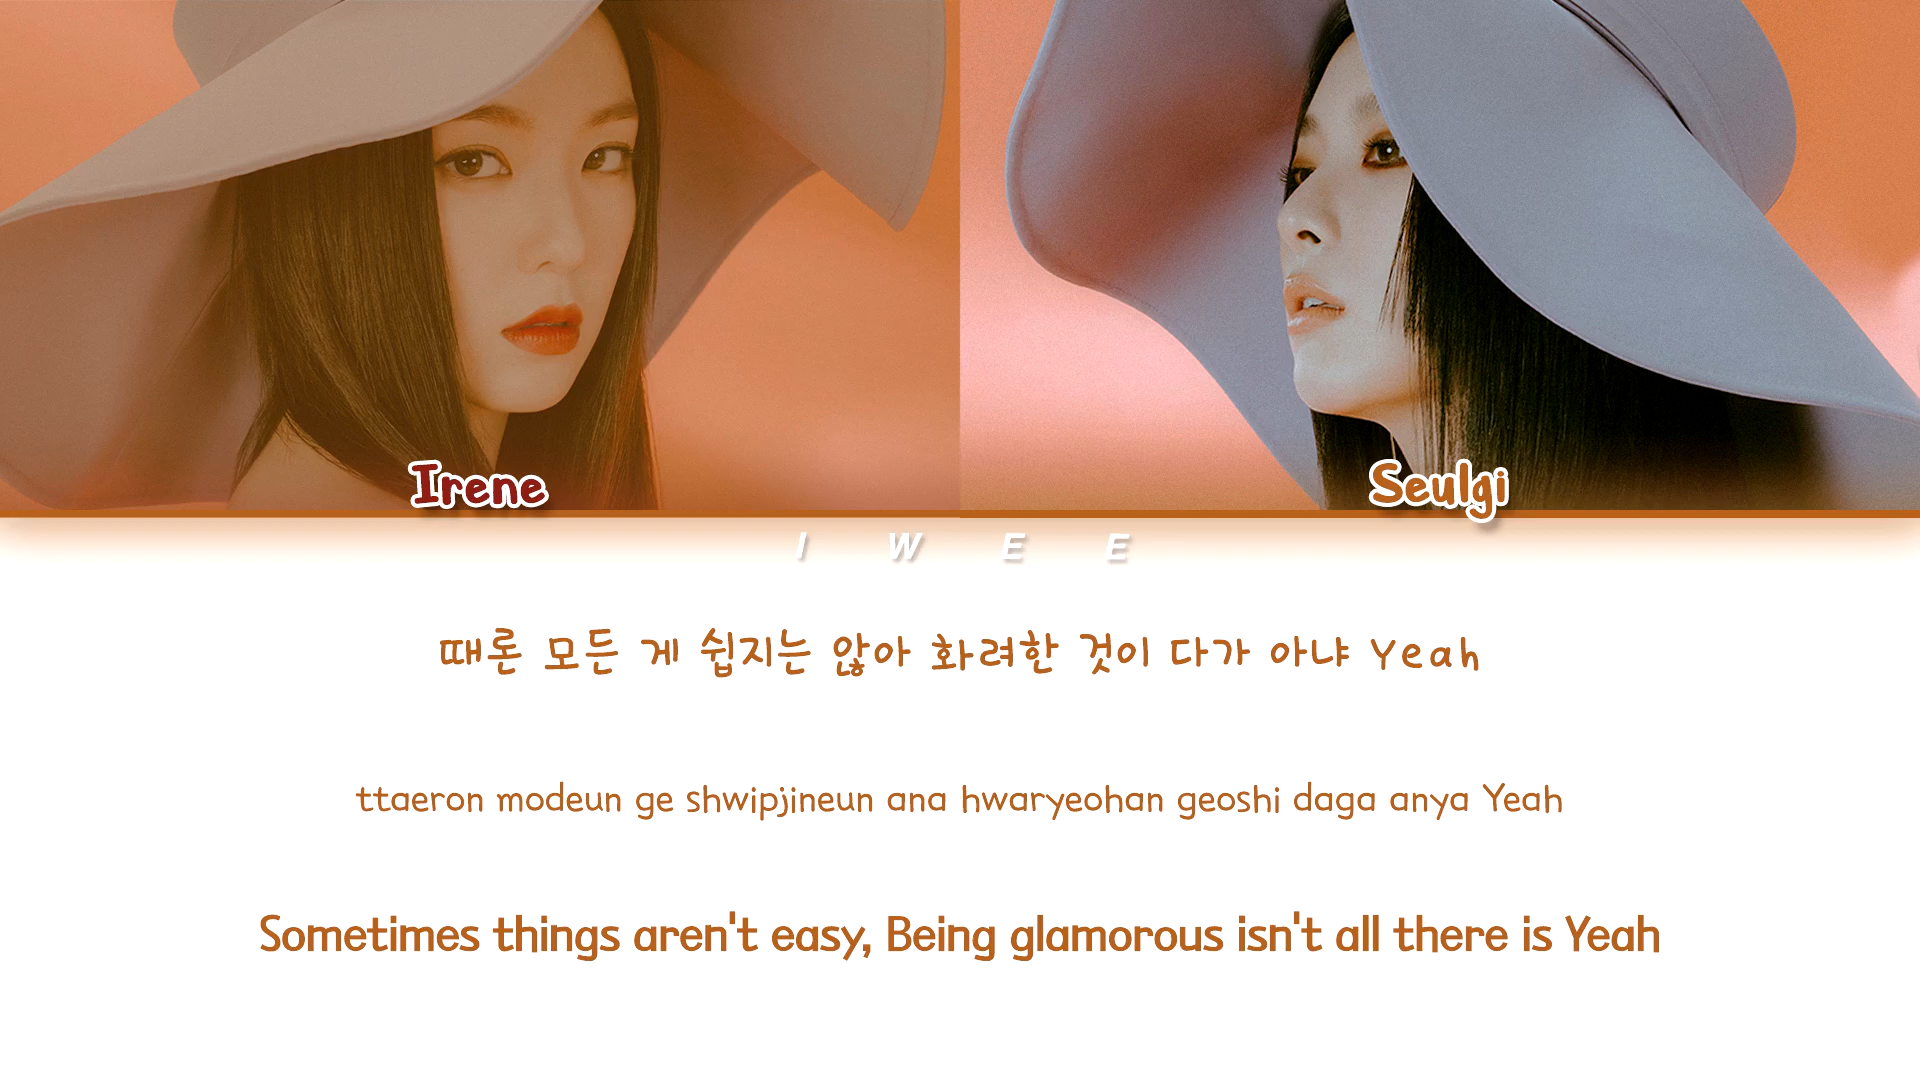 Irene
Seulgi
I W E E
때론 모든 게 쉽지는 않아 화려한 것이 다가 아냐 Yeah
ttaeron modeun ge shwipjineun ana hwaryeohan geoshi daga anya Yeah
Sometimes things aren't easy, Being glamorous isn't all there is Yeah